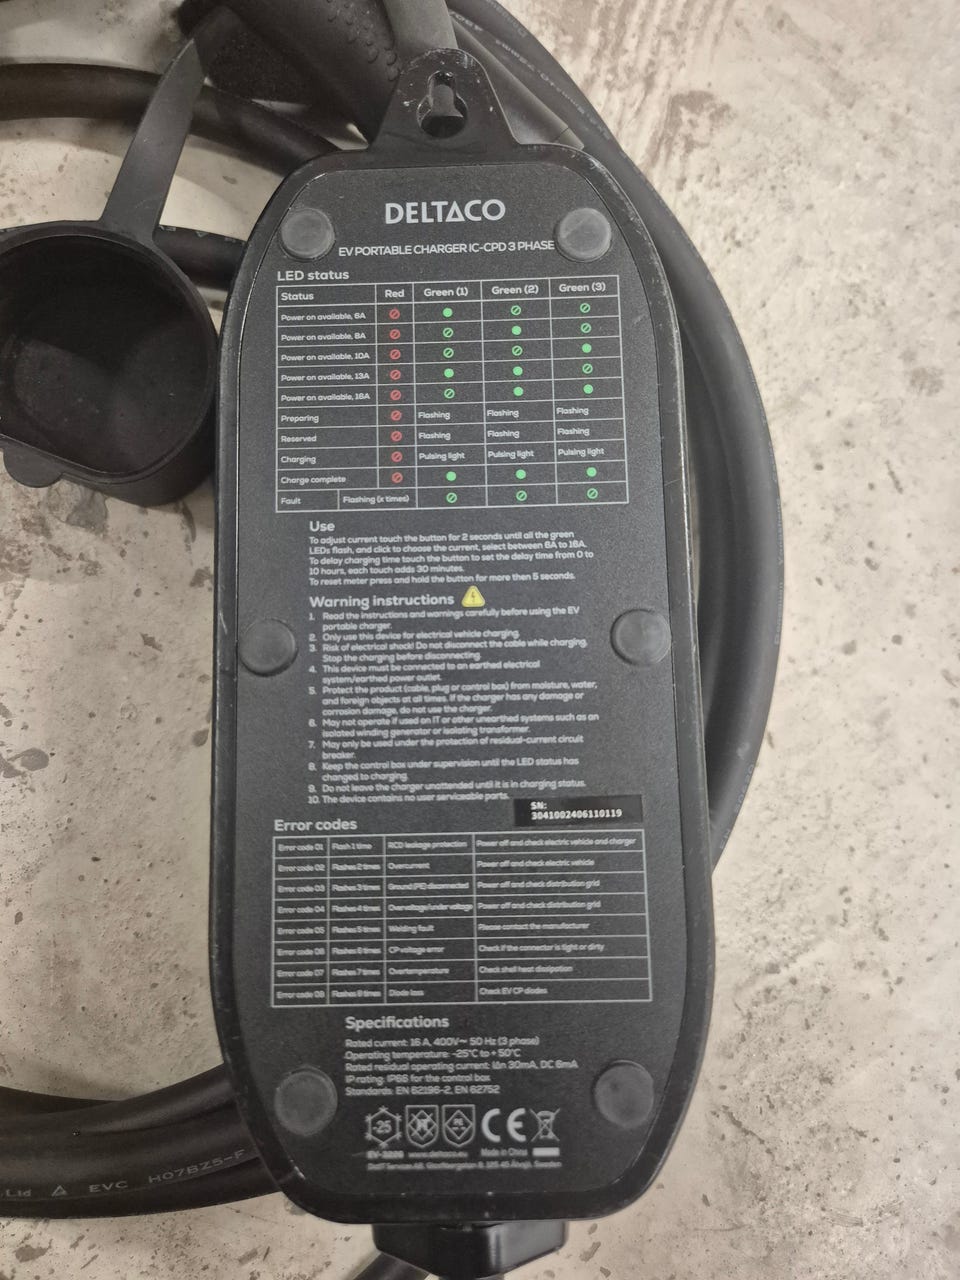 DELTACO
EV PORTABLE CHARGER IC-CPD 3 PHASE
LED status
Status Red Green (1) Green (2) Green (3)
Power on available, 6A
Power on available, 8A
Power on available, 10A
Power on available, 13A
Power on available, 16A
Preparing Flashing Flashing Flashing
Reserved Flashing Flashing Flashing
Charging Pulsing light Pulsing light Pulsing light
Charge complete
Fault Flashing (x times)
Use
To adjust current touch the button for 2 seconds until all the green
LEDs flash, and click to choose the current, select between 6A to 16A.
To delay charging time touch the button to set the delay time from 0 to
10 hours, each touch adds 30 minutes.
To reset meter press and hold the button for more then 5 seconds.
Warning instructions
1. Read the instructions and warnings carefully before using the EV
portable charger.
2. Only use this device for electrical vehicle charging.
3. Risk of electrical shock! Do not disconnect the cable while charging.
Stop the charging before disconnecting.
4. This device must be connected to an earthed electrical
system/earthed power outlet.
5. Protect the product (cable, plug or control box) from moisture, water,
and foreign objects at all times. If the charger has any damage or
corrosion damage, do not use the charger.
6. May not operate if used on IT or other unearthed systems such as an
isolated winding generator or isolating transformer.
7. May only be used under the protection of residual-current circuit
breaker.
8. Keep the control box under supervision until the LED status has
changed to charging.
9. Do not leave the charger unattended until it is in charging status.
10. The device contains no user serviceable parts.
SN:
3041002406110119
Error codes
Error code 01 Flash 1 time RCD leakage protection Power off and check electric vehicle and charger
Error code 02 Flashes 2 times Overcurrent Power off and check electric vehicle
Error code 03 Flashes 3 times Ground (PE) disconnected Power off and check distribution grid
Error code 04 Flashes 4 times Over voltage/under voltage Power off and check distribution grid
Error code 05 Flashes 5 times Welding fault Please contact the manufacturer
Error code 06 Flashes 6 times CP voltage error Check if the connector is tight or dirty
Error code 07 Flashes 7 times Overtemperature Check shell heat dissipation
Error code 08 Flashes 8 times Diode loss Check EV CP diodes
Specifications
Rated current: 16 A, 400V~ 50 Hz (3 phase)
Operating temperature: -25°C to +50°C
Rated residual operating current: IΔn 30mA, DC 6mA
IP rating: IP66 for the control box
Standards: EN 62196-2, EN 62752
-25 CE
www.deltaco.eu Made in China
DistIT Services AB, Glasfibergatan 8, 125 45 Älvsjö, Sweden
Ltd EVC H07BZ5-F